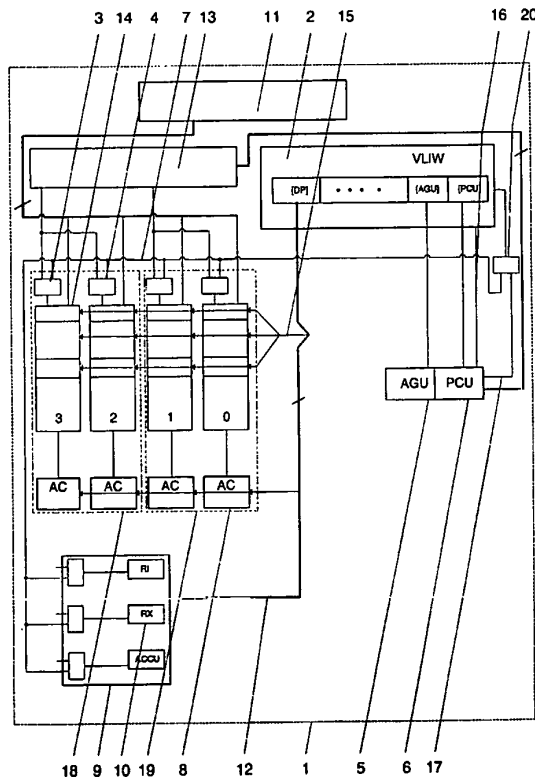 3 14 4 7 13 11 2 15 16 20
VLIW
{DP} • • • • {AGU} {PCU}
AGU PCU
3 2 1 0
AC AC AC AC
RI
RX
ACCU
18 9 10 19 8 12 1 5 6 17